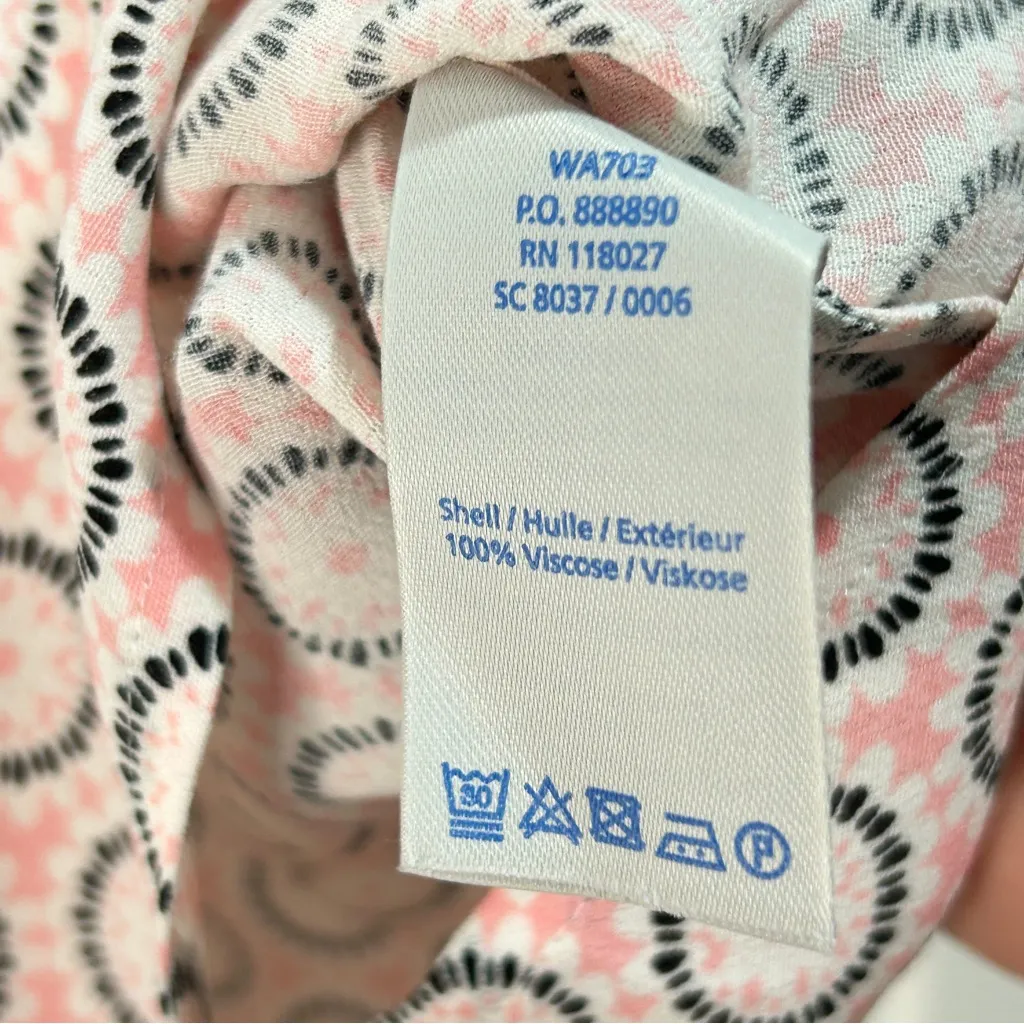 WA703
P.O. 888890
RN 118027
SC 8037 / 0006
Shell / Hulle / Extérieur
100% Viscose / Viskose
30
P